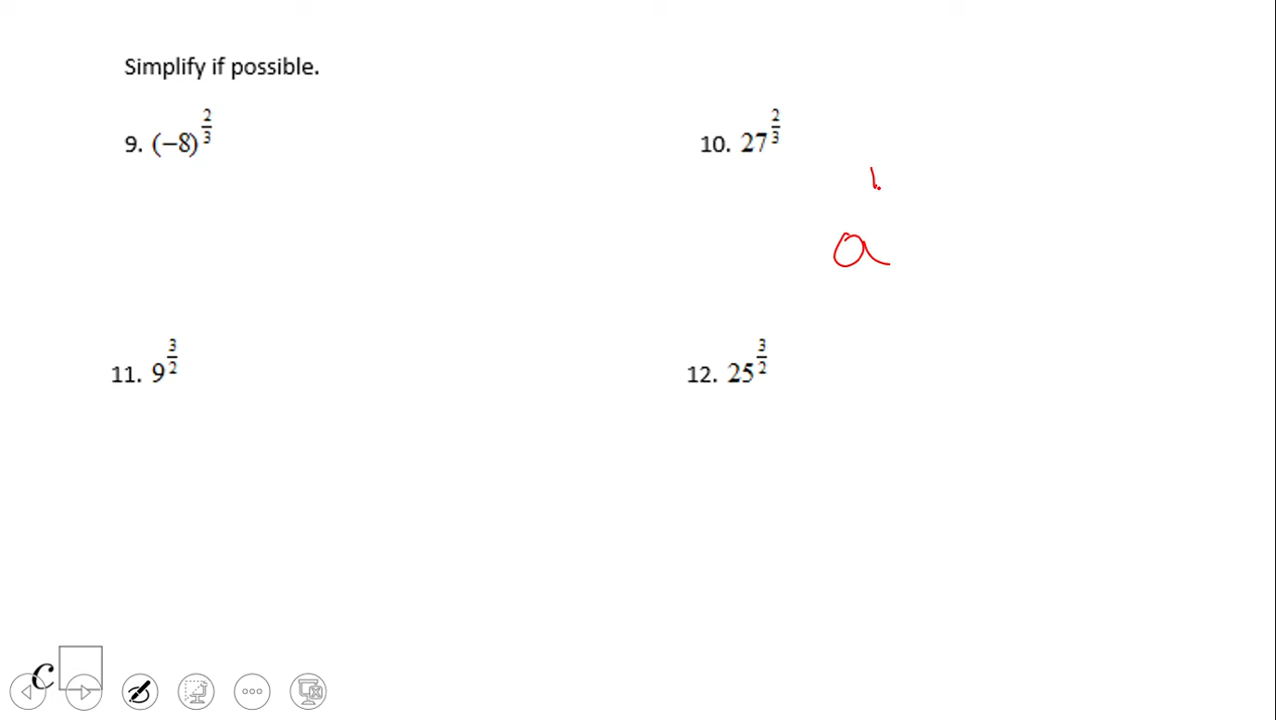 Simplify if possible.
9. (−8)^(2/3)
10. 27^(2/3)
a
11. 9^(3/2)
12. 25^(3/2)
C